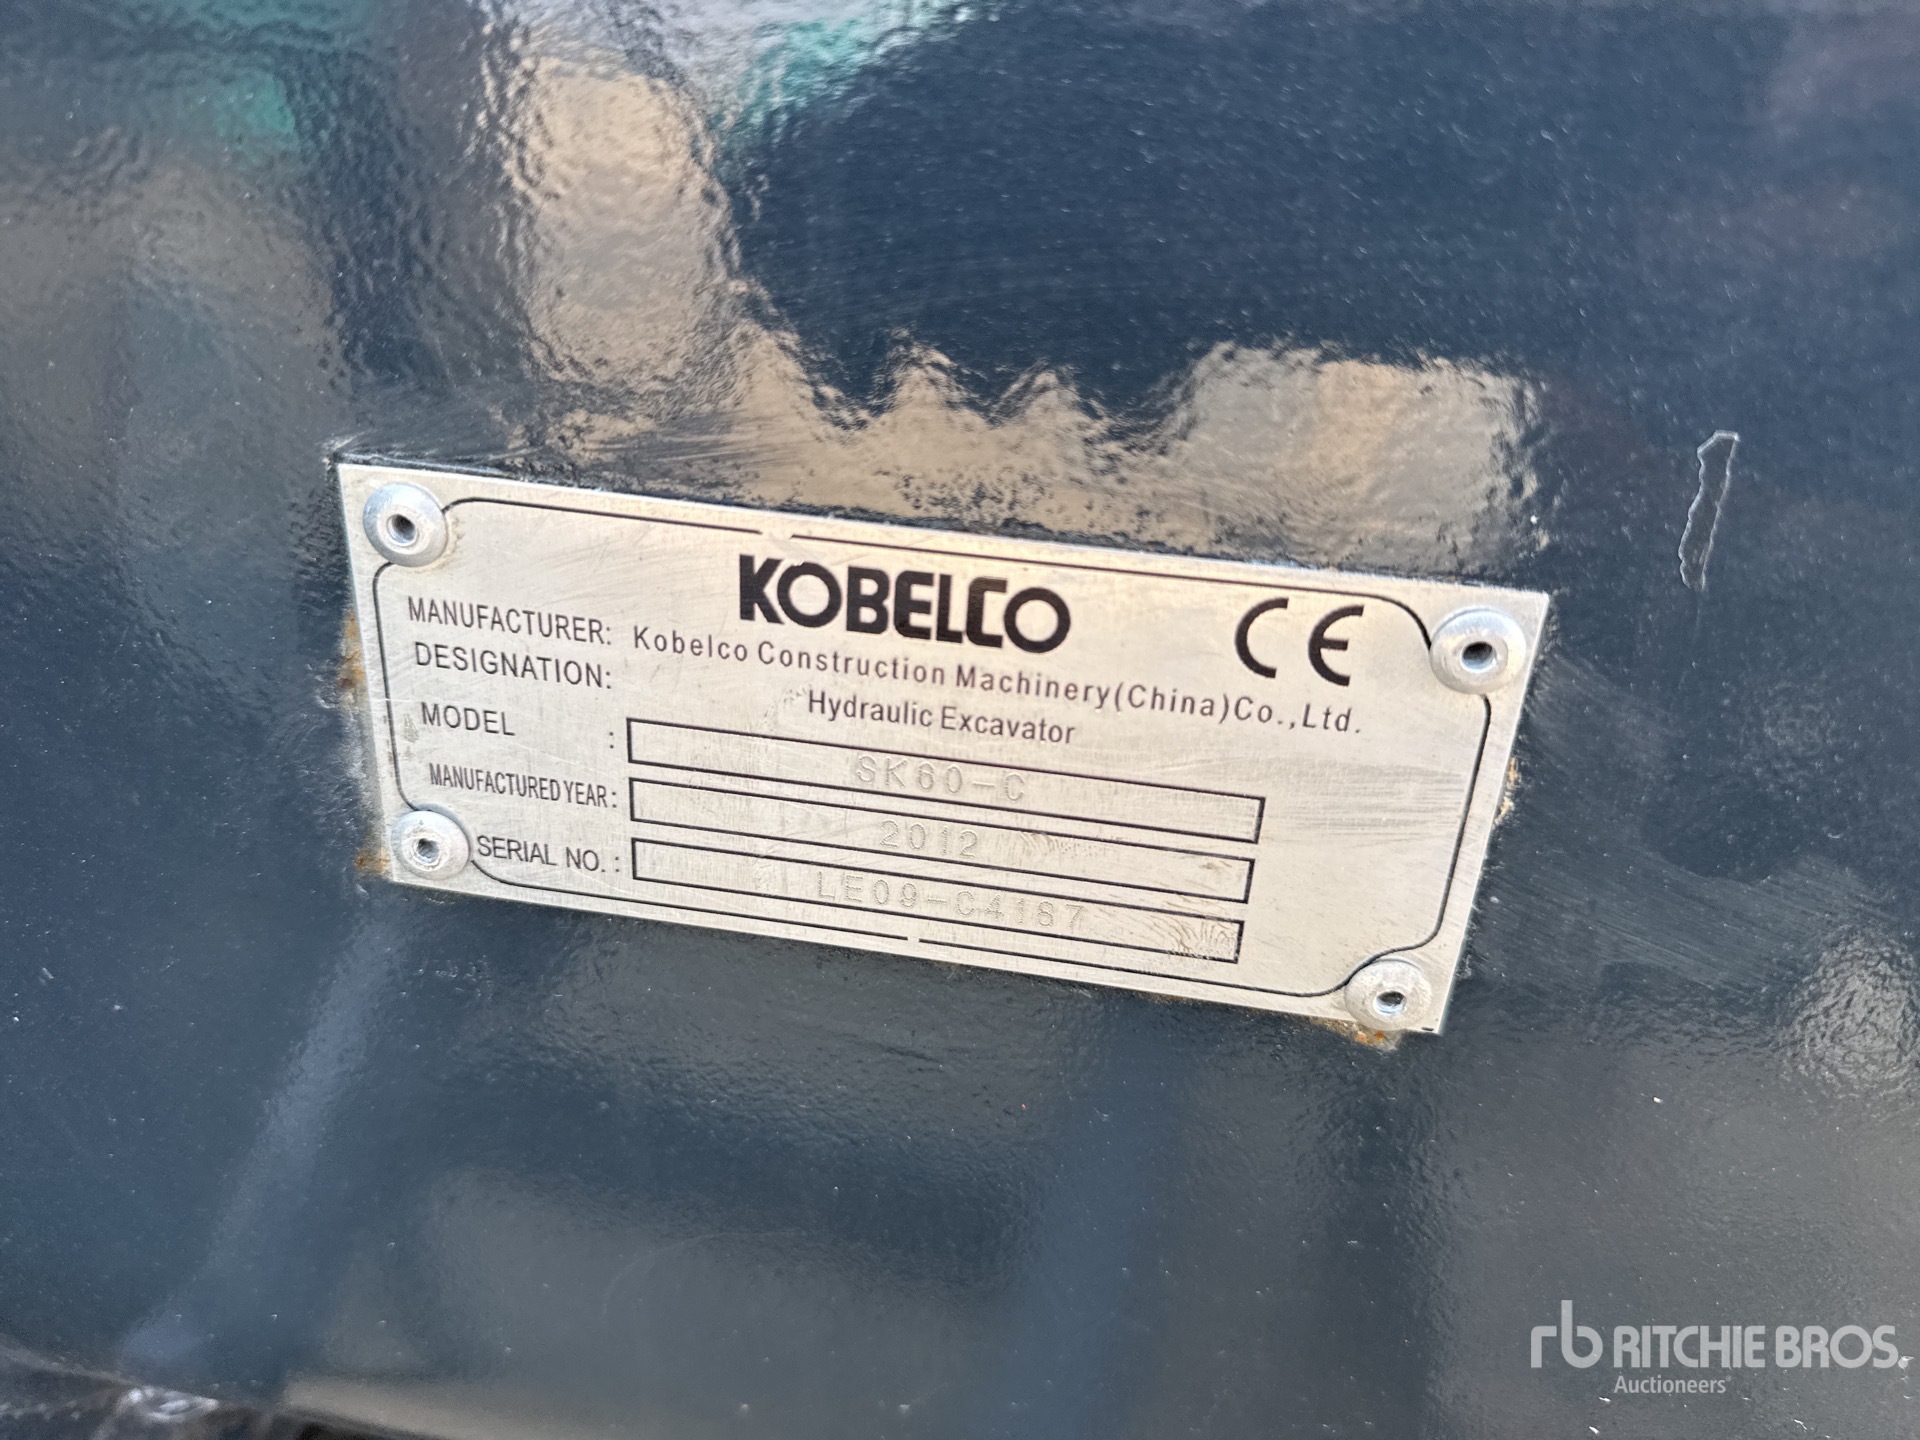 KOBELCO CE
MANUFACTURER: Kobelco Construction Machinery(China)Co.,Ltd.
DESIGNATION: Hydraulic Excavator
MODEL : SK60-C
MANUFACTURED YEAR: 2012
SERIAL NO.: LE09-C4187
rb RITCHIE BROS.
Auctioneers